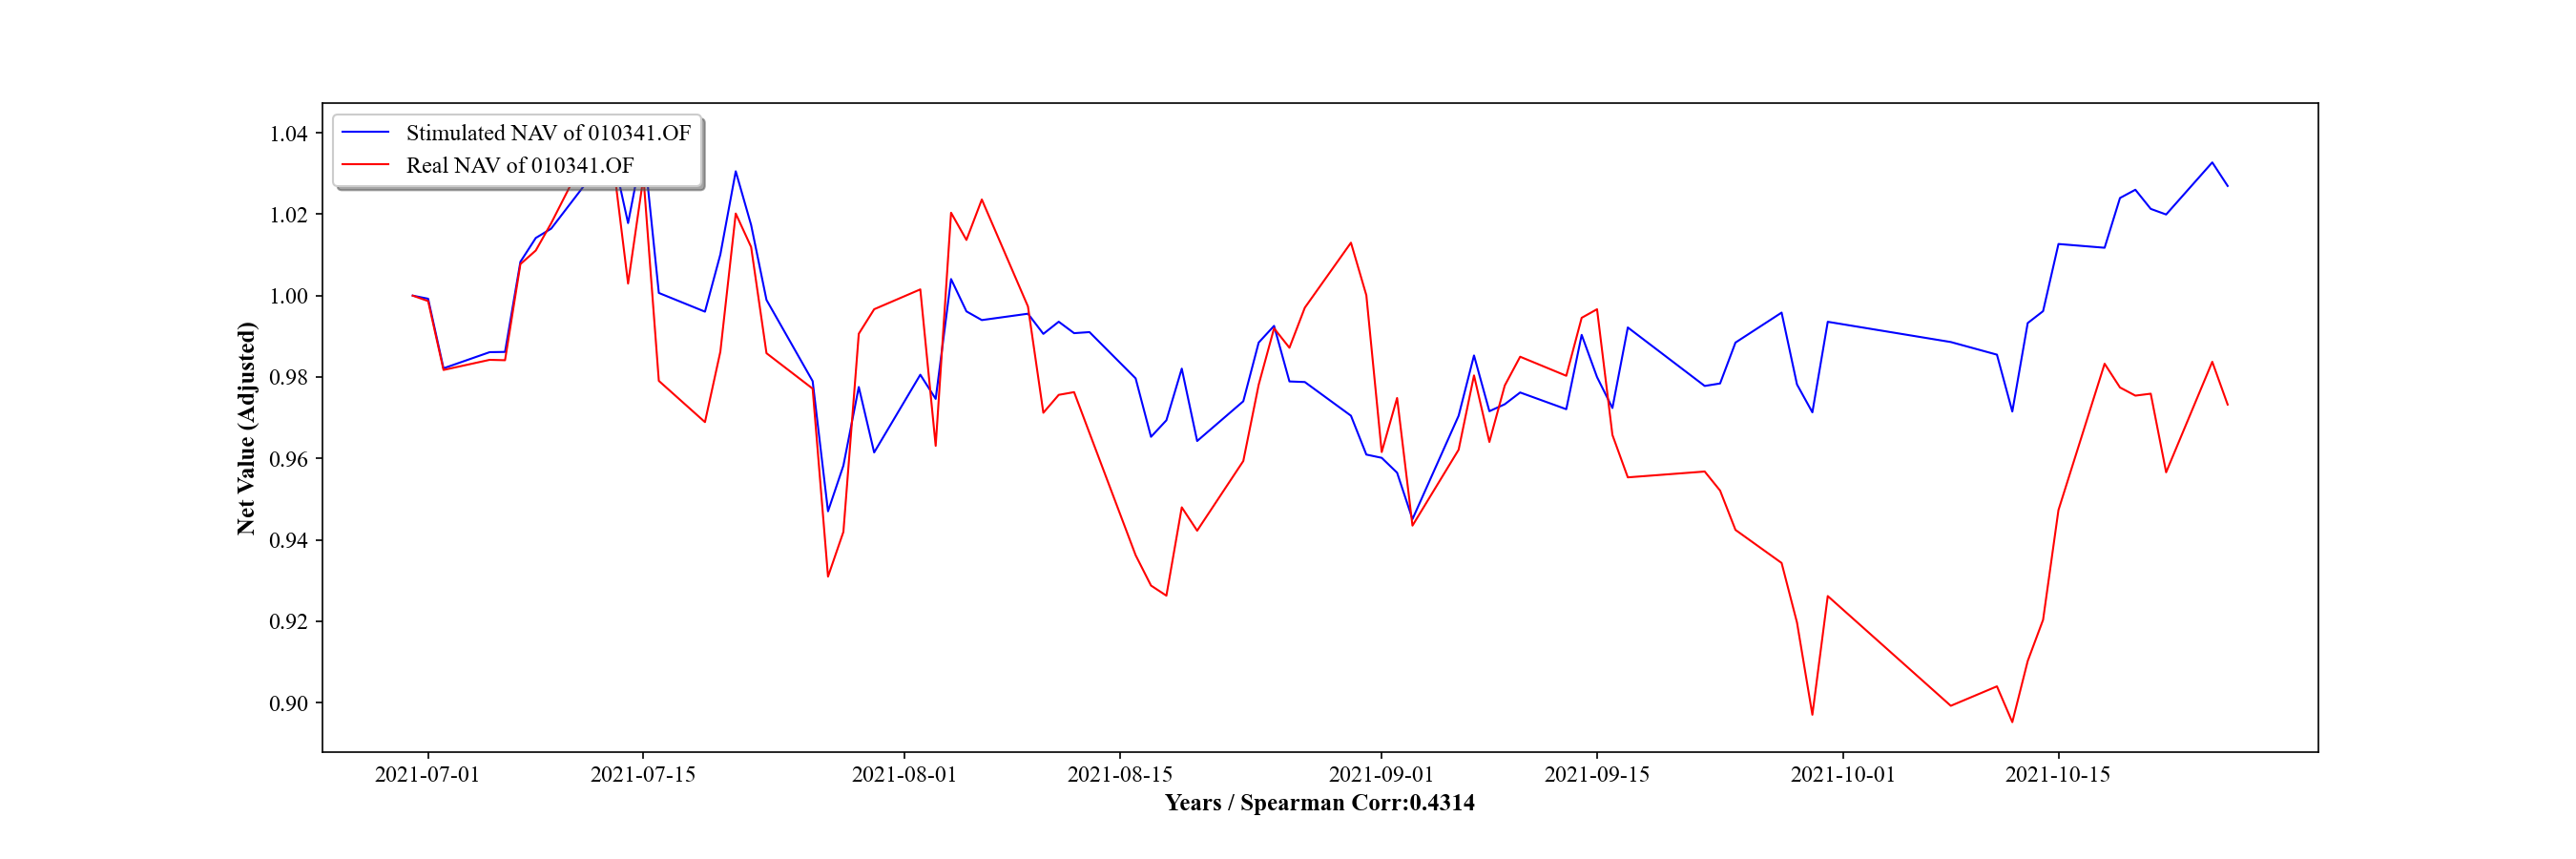 Stimulated NAV of 010341.OF
Real NAV of 010341.OF
Net Value (Adjusted)
1.04
1.02
1.00
0.98
0.96
0.94
0.92
0.90
2021-07-01 2021-07-15 2021-08-01 2021-08-15 2021-09-01 2021-09-15 2021-10-01 2021-10-15
Years / Spearman Corr:0.4314